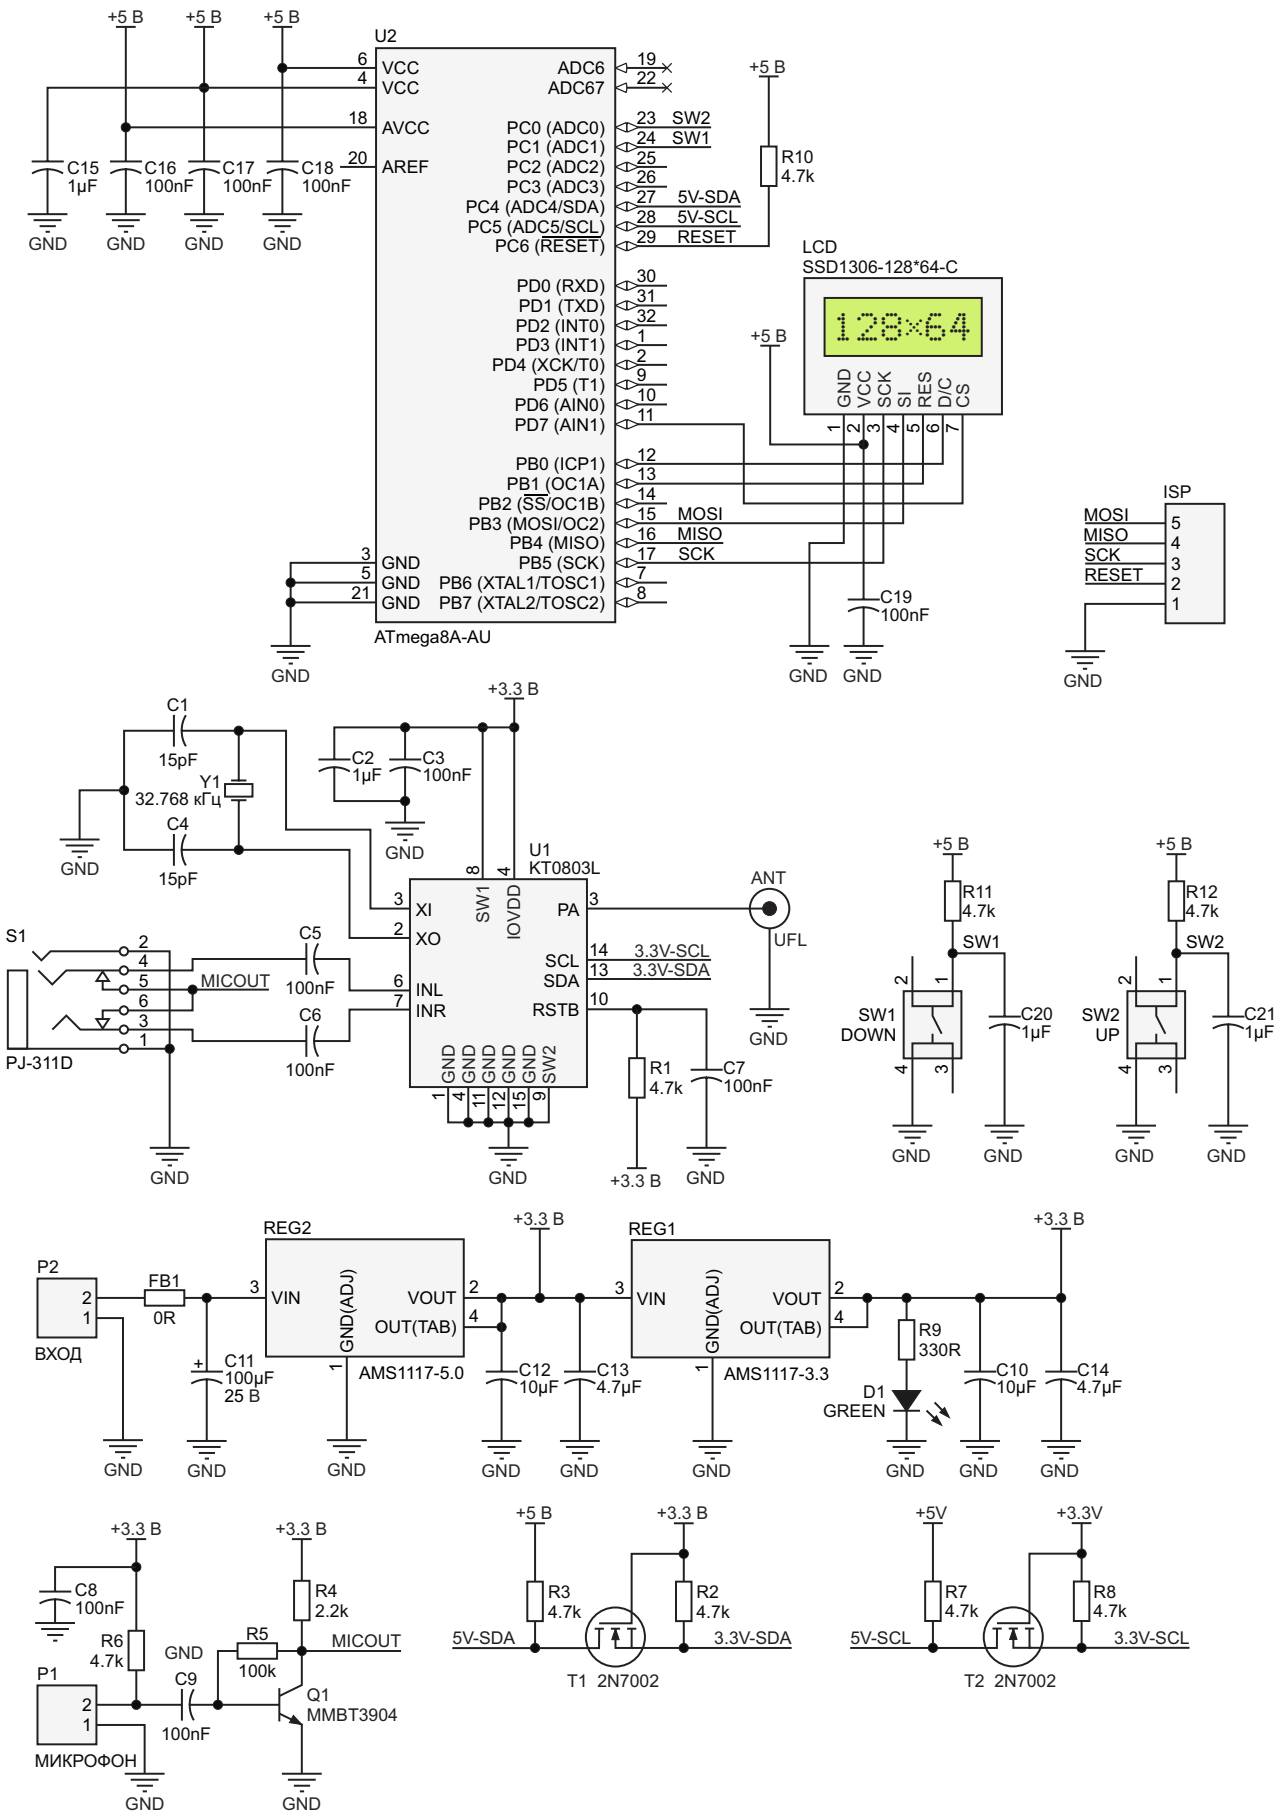 +5 В +5 В +5 В
U2
6 VCC
4 VCC
18 AVCC
20 AREF
C15
1µF
C16
100nF
C17
100nF
C18
100nF
GND GND GND GND
ADC6 19
ADC67 22
PC0 (ADC0) 23 SW2
PC1 (ADC1) 24 SW1
PC2 (ADC2) 25
PC3 (ADC3) 26
PC4 (ADC4/SDA) 27 5V-SDA
PC5 (ADC5/SCL) 28 5V-SCL
PC6 (RESET) 29 RESET
PD0 (RXD) 30
PD1 (TXD) 31
PD2 (INT0) 32
PD3 (INT1) 1
PD4 (XCK/T0) 2
PD5 (T1) 9
PD6 (AIN0) 10
PD7 (AIN1) 11
PB0 (ICP1) 12
PB1 (OC1A) 13
PB2 (SS/OC1B) 14
PB3 (MOSI/OC2) 15 MOSI
PB4 (MISO) 16 MISO
PB5 (SCK) 17 SCK
PB6 (XTAL1/TOSC1) 7
PB7 (XTAL2/TOSC2) 8
3 GND
5 GND
21 GND
ATmega8A-AU
GND
+5 В
R10
4.7k
LCD
SSD1306-128*64-C
128×64
+5 В
GND VCC SCK SI RES D/C CS
1 2 3 4 5 6 7
C19
100nF
GND GND
ISP
MOSI 5
MISO 4
SCK 3
RESET 2
1
GND
C1
15pF
Y1
32.768 кГц
C4
15pF
GND
+3.3 В
C2
1µF
C3
100nF
GND
U1
KT0803L
8 SW1
4 IOVDD
3 XI
2 XO
6 INL
7 INR
PA 3
SCL 14 3.3V-SCL
SDA 13 3.3V-SDA
RSTB 10
GND GND GND GND GND SW2
1 4 11 12 15 9
GND
ANT
UFL
GND
R1
4.7k
+3.3 В
C7
100nF
GND
S1
2
4
5 MICOUT
6
3
1
PJ-311D
C5
100nF
C6
100nF
GND
+5 В
R11
4.7k
SW1
2 1
SW1
DOWN
4 3
C20
1µF
GND GND
+5 В
R12
4.7k
SW2
2 1
SW2
UP
4 3
C21
1µF
GND GND
P2
2
1
ВХОД
GND
FB1
0R
+ C11
100µF
25 В
GND
REG2
3 VIN
GND(ADJ)
1
VOUT 2
OUT(TAB) 4
AMS1117-5.0
GND
+3.3 В
C12
10µF
C13
4.7µF
GND GND
REG1
3 VIN
GND(ADJ)
1
VOUT 2
OUT(TAB) 4
AMS1117-3.3
GND
+3.3 В
R9
330R
D1
GREEN
C10
10µF
C14
4.7µF
GND GND GND
+3.3 В
C8
100nF
GND
R6
4.7k
P1
2
1
МИКРОФОН
GND
C9
100nF
+3.3 В
R4
2.2k
R5
100k
MICOUT
Q1
MMBT3904
GND
+5 В
R3
4.7k
5V-SDA
T1 2N7002
+3.3 В
R2
4.7k
3.3V-SDA
+5V
R7
4.7k
5V-SCL
T2 2N7002
+3.3V
R8
4.7k
3.3V-SCL